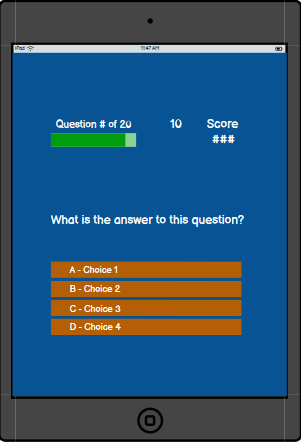 iPad 11:47 AM
Question # of 20 10 Score
###
What is the answer to this question?
A - Choice 1
B - Choice 2
C - Choice 3
D - Choice 4